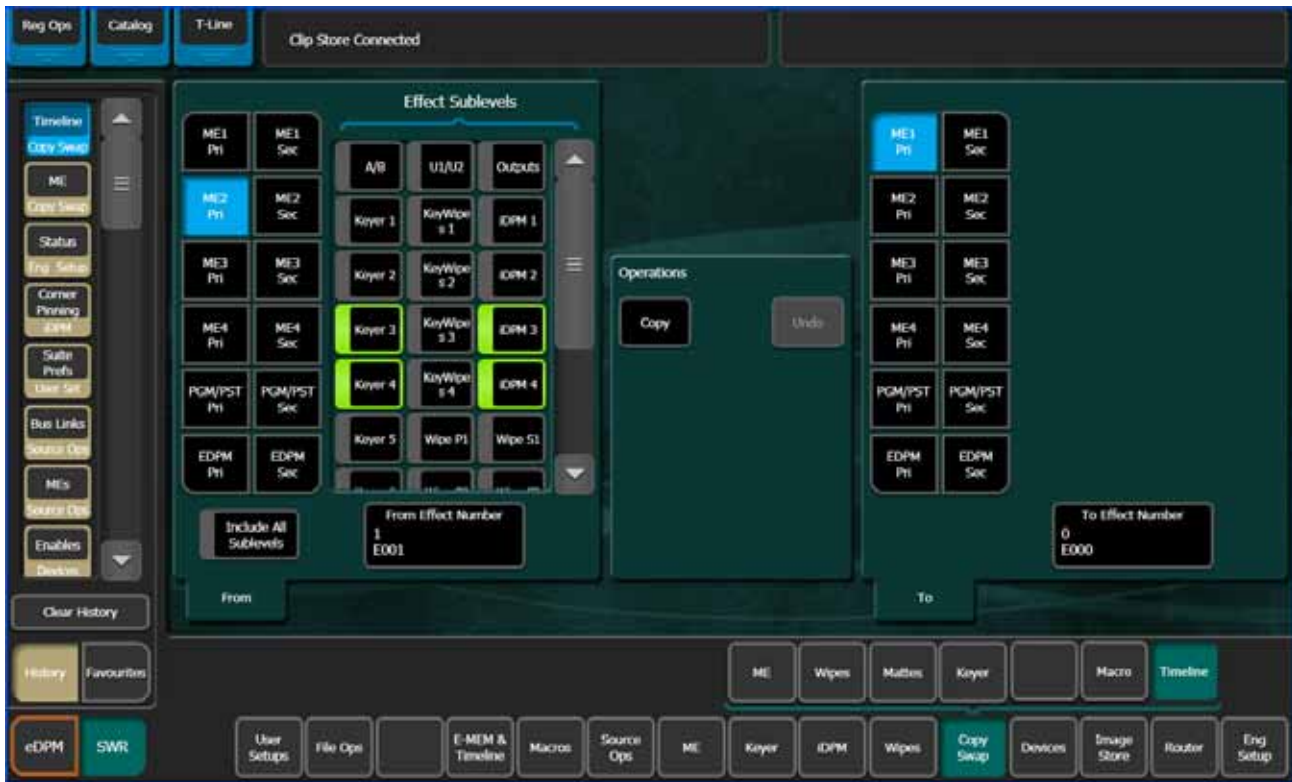 Reg Ops
Catalog
T-Line
Clip Store Connected
Timeline
Copy Swap
ME
Copy Swap
Status
Eng Setup
Corner
Pinning
iDPM
Suite
Prefs
User Set
Bus Links
Source Ops
MEs
Source Ops
Enables
Devices
Clear History
History
Favourites
eDPM
SWR
Effect Sublevels
ME1
Pri
ME1
Sec
ME2
Pri
ME2
Sec
ME3
Pri
ME3
Sec
ME4
Pri
ME4
Sec
PGM/PST
Pri
PGM/PST
Sec
EDPM
Pri
EDPM
Sec
A/B
U1/U2
Outputs
Keyer 1
KeyWipe
s 1
iDPM 1
Keyer 2
KeyWipe
s 2
iDPM 2
Keyer 3
KeyWipe
s 3
iDPM 3
Keyer 4
KeyWipe
s 4
iDPM 4
Keyer 5
Wipe P1
Wipe S1
Include All
Sublevels
From Effect Number
1
E001
From
Operations
Copy
Undo
ME1
Pri
ME1
Sec
ME2
Pri
ME2
Sec
ME3
Pri
ME3
Sec
ME4
Pri
ME4
Sec
PGM/PST
Pri
PGM/PST
Sec
EDPM
Pri
EDPM
Sec
To Effect Number
0
E000
To
ME
Wipes
Mattes
Keyer
Macro
Timeline
User
Setups
File Ops
E-MEM &
Timeline
Macros
Source
Ops
ME
Keyer
iDPM
Wipes
Copy
Swap
Devices
Image
Store
Router
Eng
Setup